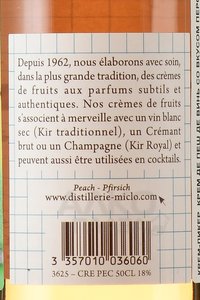 Depuis 1962, nous élaborons avec soin,
dans la plus grande tradition, des crèmes
de fruits aux parfums subtils et
authentiques. Nos crèmes de fruits
s'associent à merveille avec un vin blanc
sec (Kir traditionnel), un Crémant
brut ou un Champagne (Kir Royal) et
peuvent aussi être utilisées en cocktails.
Peach - Pfirsich
www.distillerie-miclo.com
3 357010 036060
3625 - CRE PEC 50CL 18%